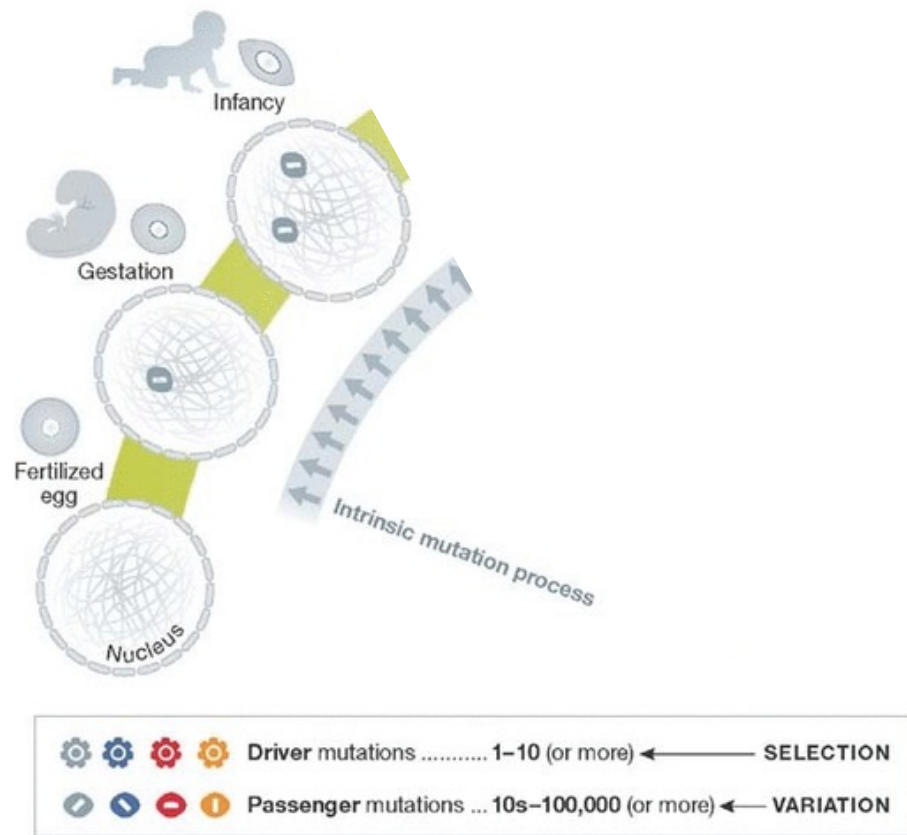 Infancy
Gestation
Fertilized
egg
Intrinsic mutation process
Nucleus
Driver mutations ........... 1–10 (or more) SELECTION
Passenger mutations ... 10s–100,000 (or more) VARIATION